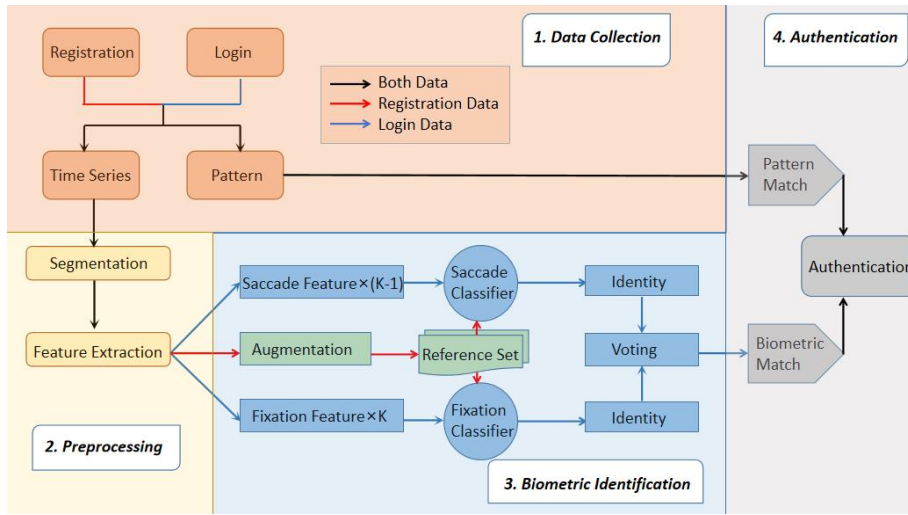 Registration
Login
1. Data Collection
4. Authentication
Both Data
Registration Data
Login Data
Time Series
Pattern
Pattern
Match
Segmentation
Saccade Feature×(K-1)
Saccade
Classifier
Identity
Authentication
Feature Extraction
Augmentation
Reference Set
Voting
Biometric
Match
Fixation Feature×K
Fixation
Classifier
Identity
2. Preprocessing
3. Biometric Identification